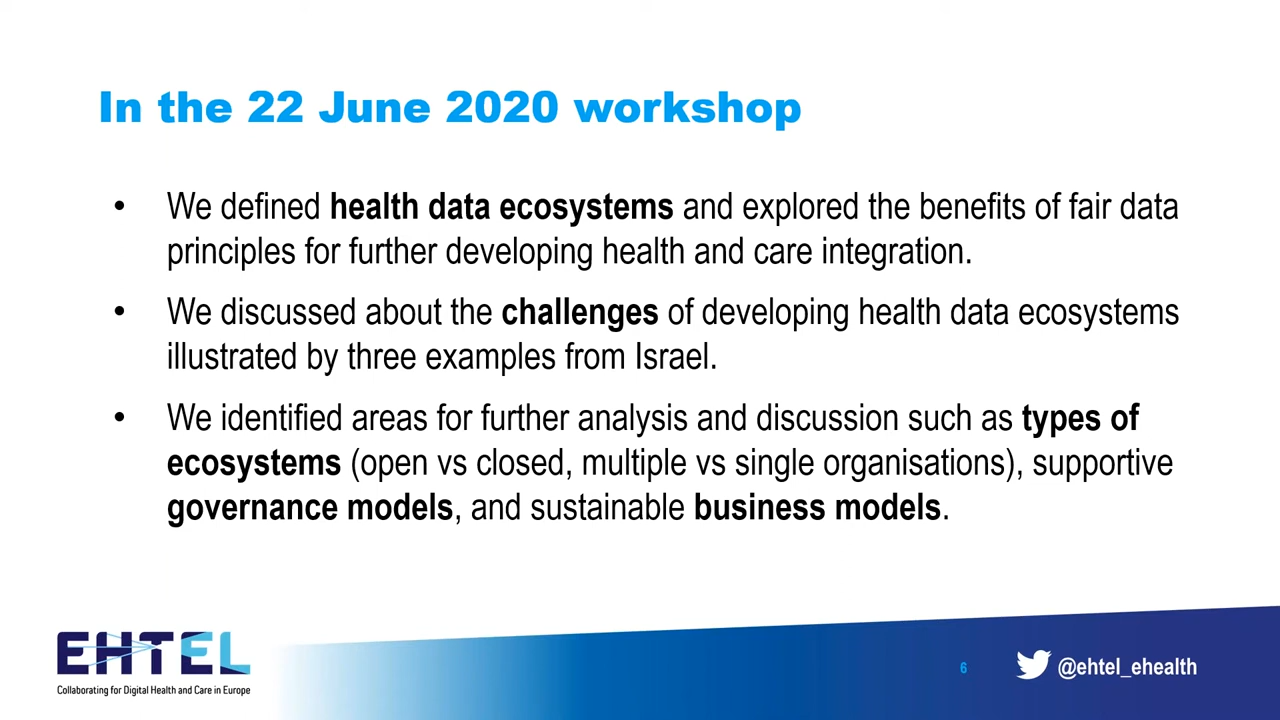 In the 22 June 2020 workshop
• We defined health data ecosystems and explored the benefits of fair data
principles for further developing health and care integration.
• We discussed about the challenges of developing health data ecosystems
illustrated by three examples from Israel.
• We identified areas for further analysis and discussion such as types of
ecosystems (open vs closed, multiple vs single organisations), supportive
governance models, and sustainable business models.
EHTEL
Collaborating for Digital Health and Care in Europe
6
@ehtel_ehealth